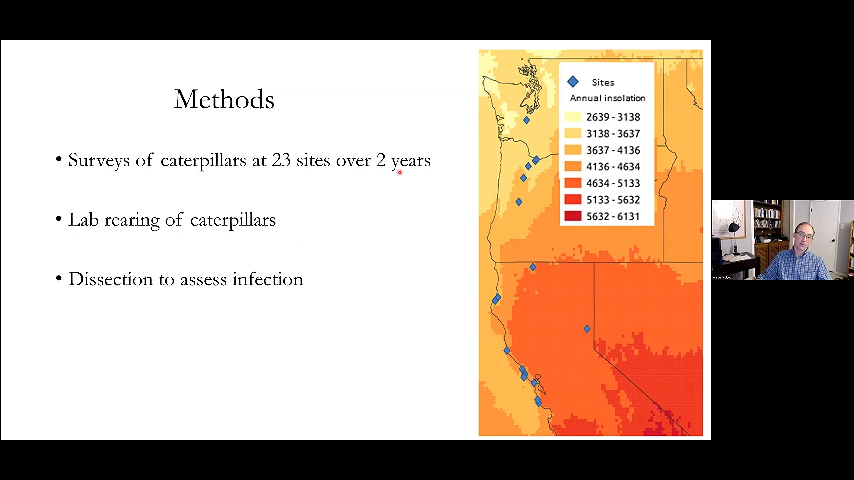 Methods
• Surveys of caterpillars at 23 sites over 2 years
• Lab rearing of caterpillars
• Dissection to assess infection
Sites
Annual insolation
2639 - 3138
3138 - 3637
3637 - 4136
4136 - 4634
4634 - 5133
5133 - 5632
5632 - 6131